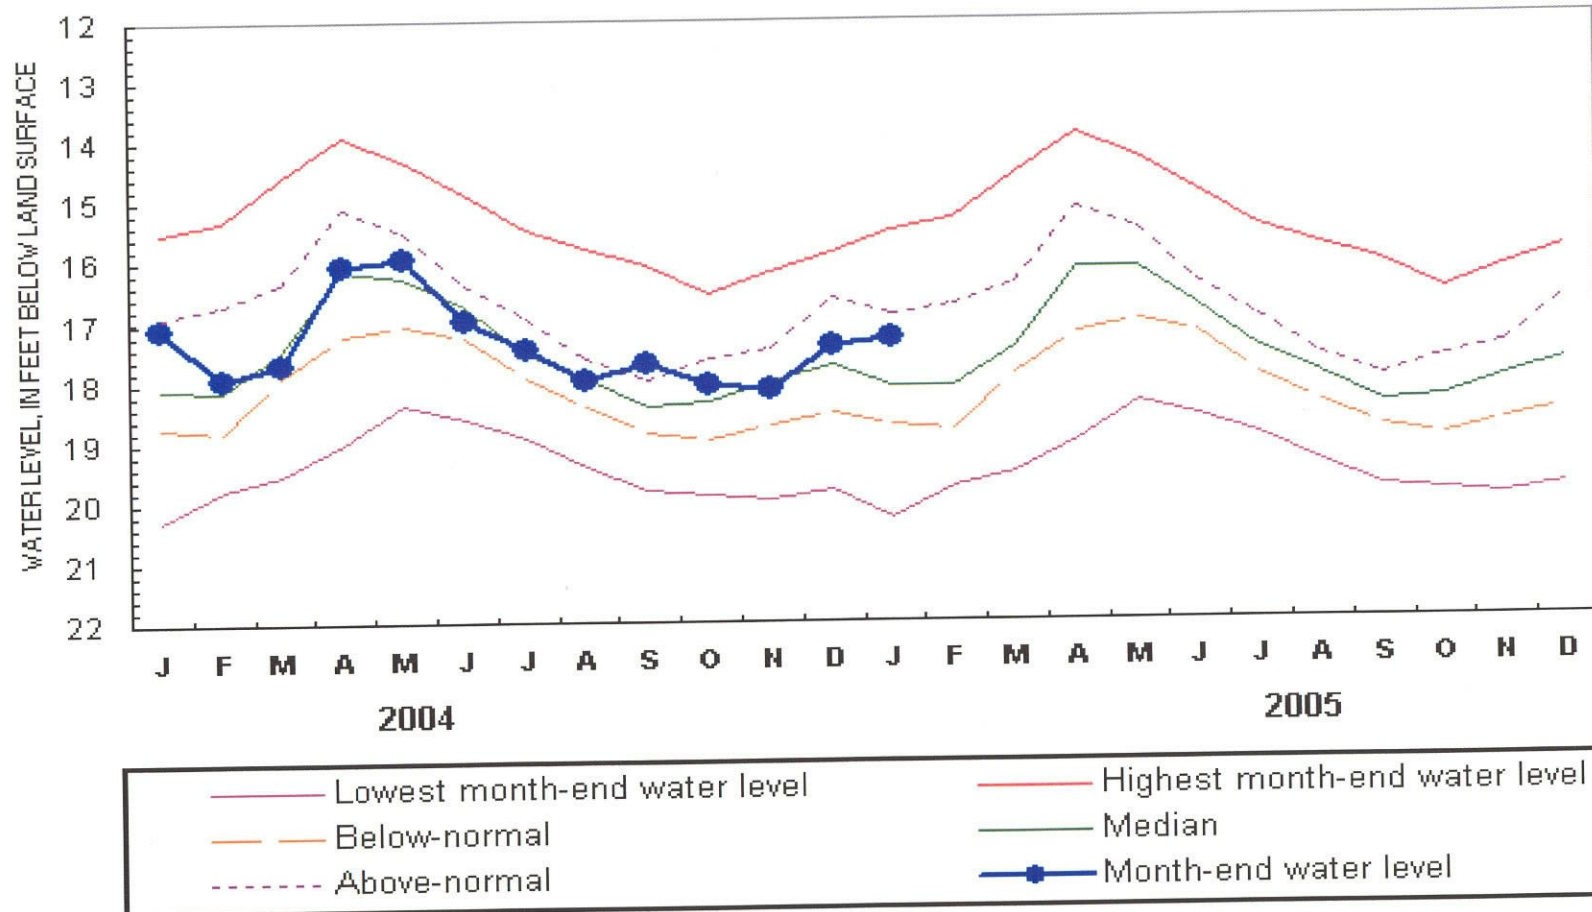 WATER LEVEL, IN FEET BELOW LAND SURFACE
12
13
14
15
16
17
18
19
20
21
22
J F M A M J J A S O N D J F M A M J J A S O N D
2004 2005
Lowest month-end water level Highest month-end water level
Below-normal Median
Above-normal Month-end water level